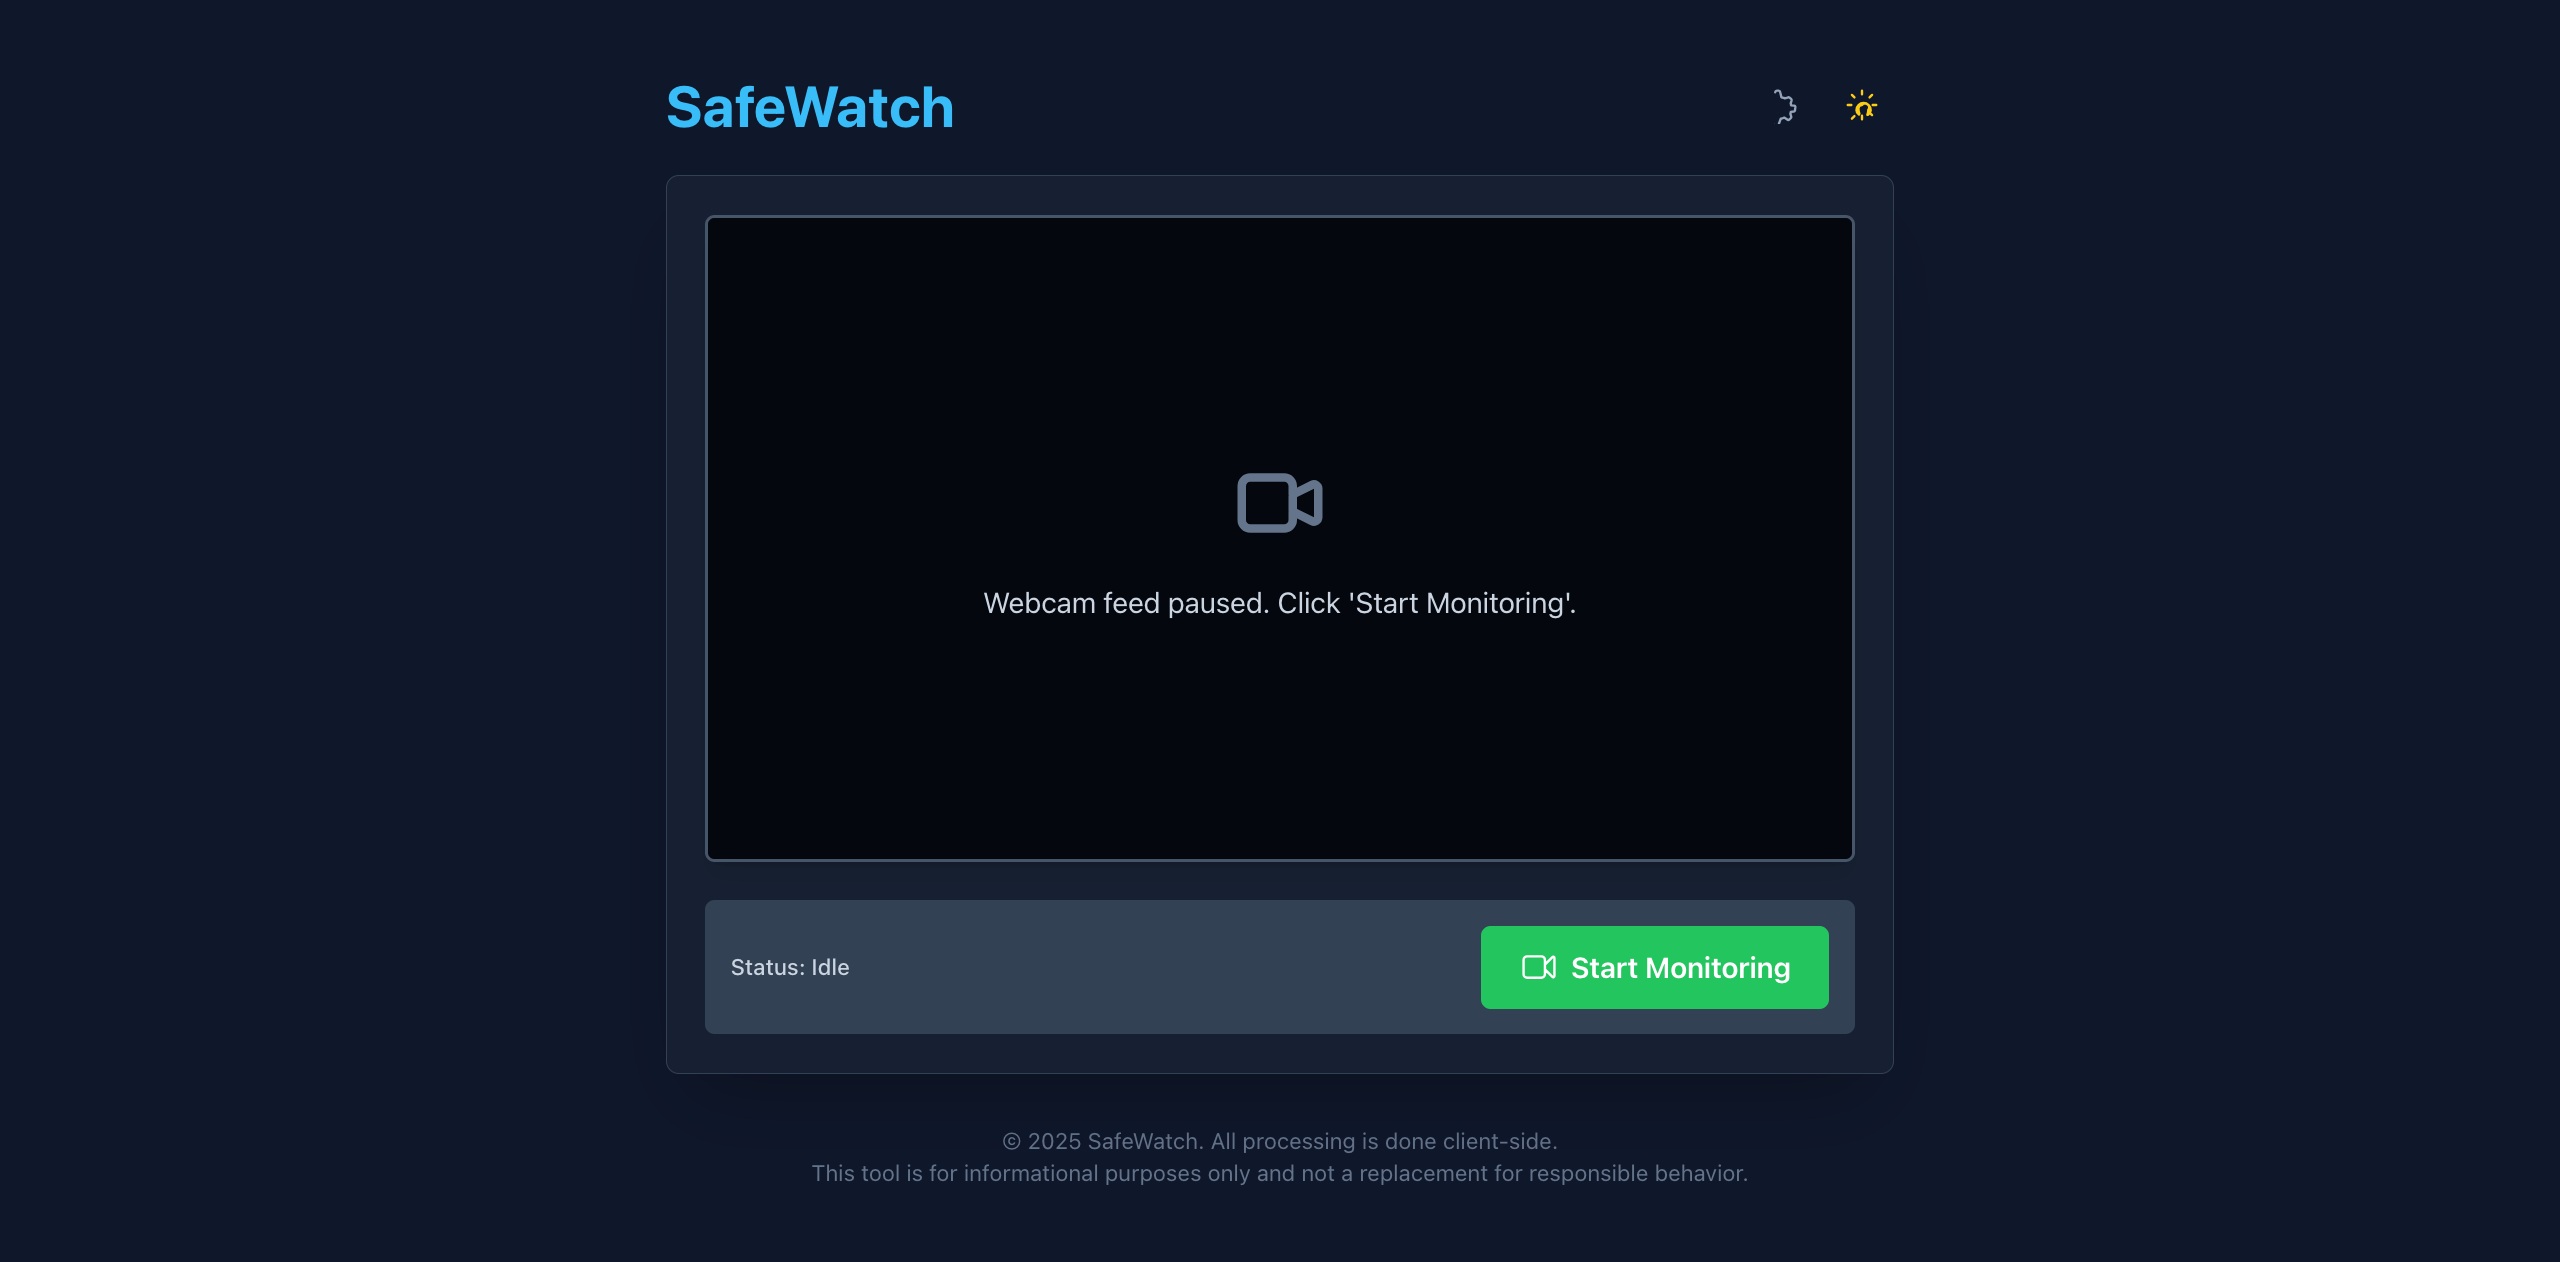 SafeWatch
Webcam feed paused. Click 'Start Monitoring'.
Status: Idle
Start Monitoring
© 2025 SafeWatch. All processing is done client-side.
This tool is for informational purposes only and not a replacement for responsible behavior.